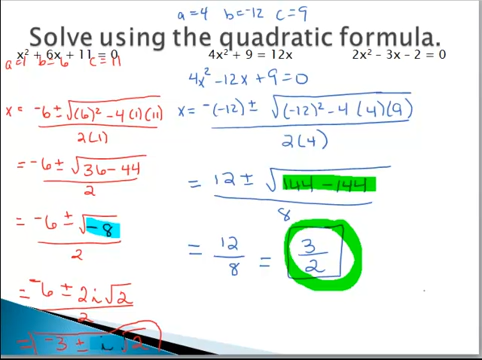 a=4 b=-12 c=9
Solve using the quadratic formula.
x² + 6x + 11 = 0
4x² + 9 = 12x
2x² - 3x - 2 = 0
a=1 b=6 c=11
x = -6 ± √(6)² - 4(1)(11)
2(1)
= -6 ± √36 - 44
2
= -6 ± √-8
2
= -6 ± 2i√2
2
= -3 ± i√2
4x² - 12x + 9 = 0
x = -(-12) ± √(-12)² - 4(4)(9)
2(4)
= 12 ± √144 - 144
8
= 12/8 = 3/2